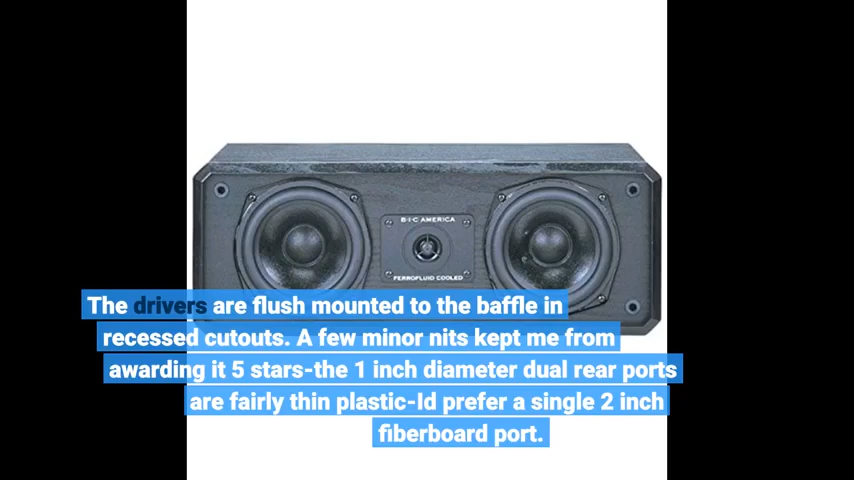 B·I·C AMERICA
FERROFLUID COOLED
The drivers are flush mounted to the baffle in
recessed cutouts. A few minor nits kept me from
awarding it 5 stars-the 1 inch diameter dual rear ports
are fairly thin plastic-Id prefer a single 2 inch
fiberboard port.